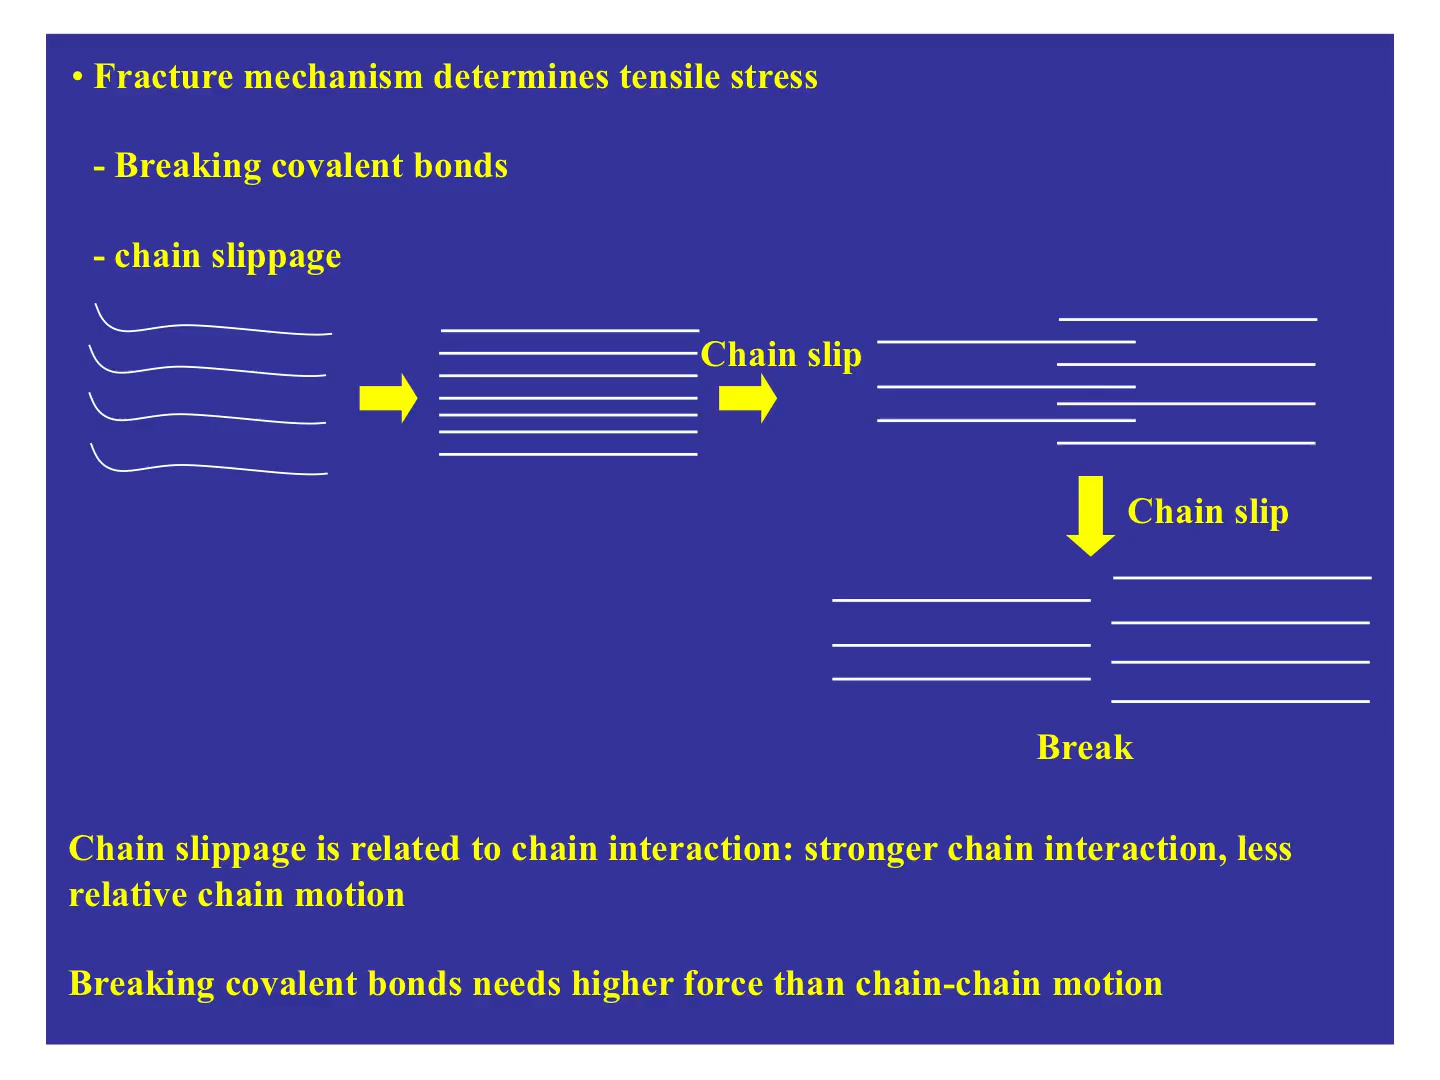 • Fracture mechanism determines tensile stress
- Breaking covalent bonds
- chain slippage
Chain slip
Chain slip
Break
Chain slippage is related to chain interaction: stronger chain interaction, less
relative chain motion
Breaking covalent bonds needs higher force than chain-chain motion